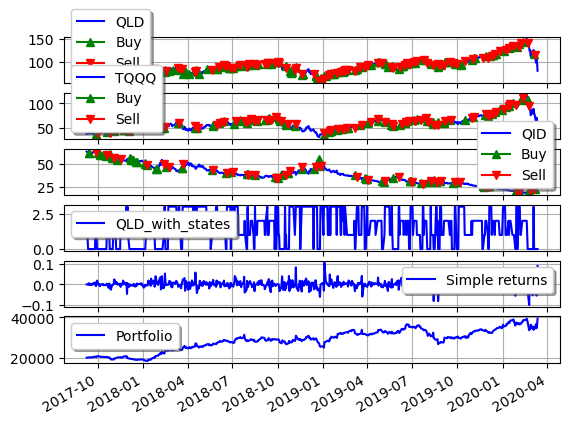 QLD
Buy
Sell
150
100
TQQQ
Buy
Sell
100
50
QID
Buy
Sell
50
25
QLD_with_states
2.5
0.0
Simple returns
0.1
0.0
−0.1
Portfolio
40000
20000
2017-10 2018-01 2018-04 2018-07 2018-10 2019-01 2019-04 2019-07 2019-10 2020-01 2020-04